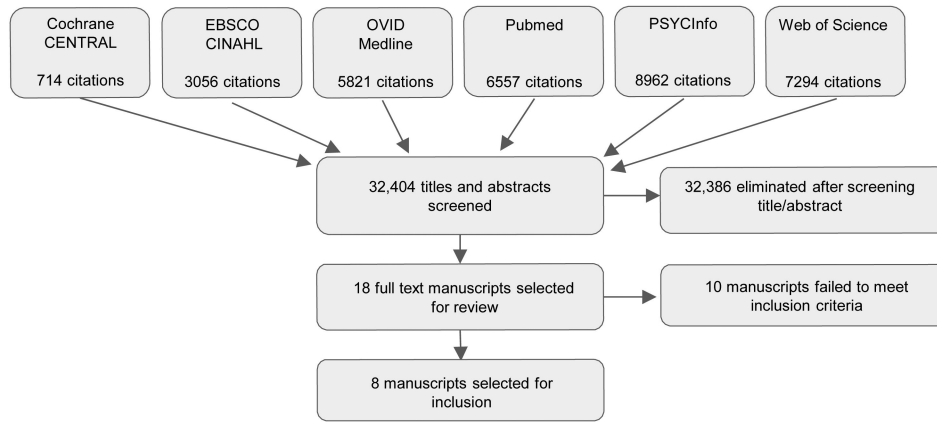 Cochrane
CENTRAL
714 citations
EBSCO
CINAHL
3056 citations
OVID
Medline
5821 citations
Pubmed
6557 citations
PSYCInfo
8962 citations
Web of Science
7294 citations
32,404 titles and abstracts
screened
32,386 eliminated after screening
title/abstract
18 full text manuscripts selected
for review
10 manuscripts failed to meet
inclusion criteria
8 manuscripts selected for
inclusion